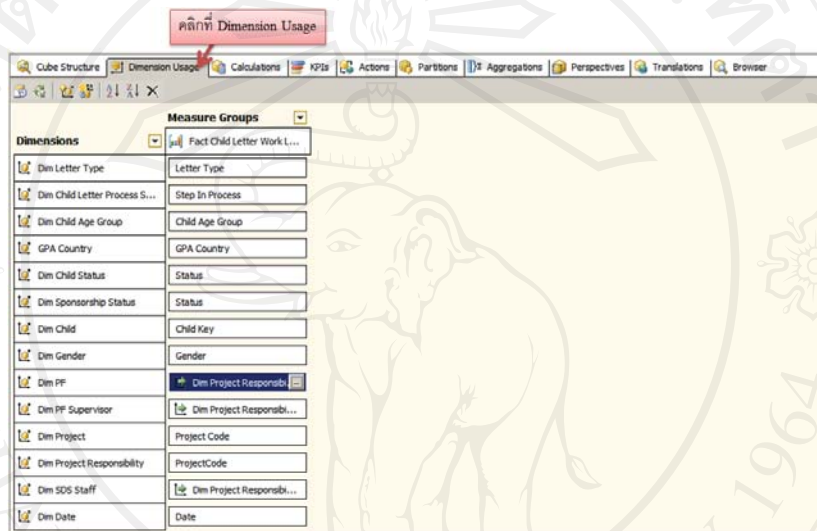 คลิกที่ Dimension Usage
Cube Structure Dimension Usage Calculations KPIs Actions Partitions Aggregations Perspectives Translations Browser
Measure Groups
Dimensions Fact Child Letter Work L...
Dim Letter Type Letter Type
Dim Child Letter Process S... Step In Process
Dim Child Age Group Child Age Group
GPA Country GPA Country
Dim Child Status Status
Dim Sponsorship Status Status
Dim Child Child Key
Dim Gender Gender
Dim PF Dim Project Responsibi...
Dim PF Supervisor Dim Project Responsibi...
Dim Project Project Code
Dim Project Responsibility ProjectCode
Dim SDS Staff Dim Project Responsibi...
Dim Date Date
1964